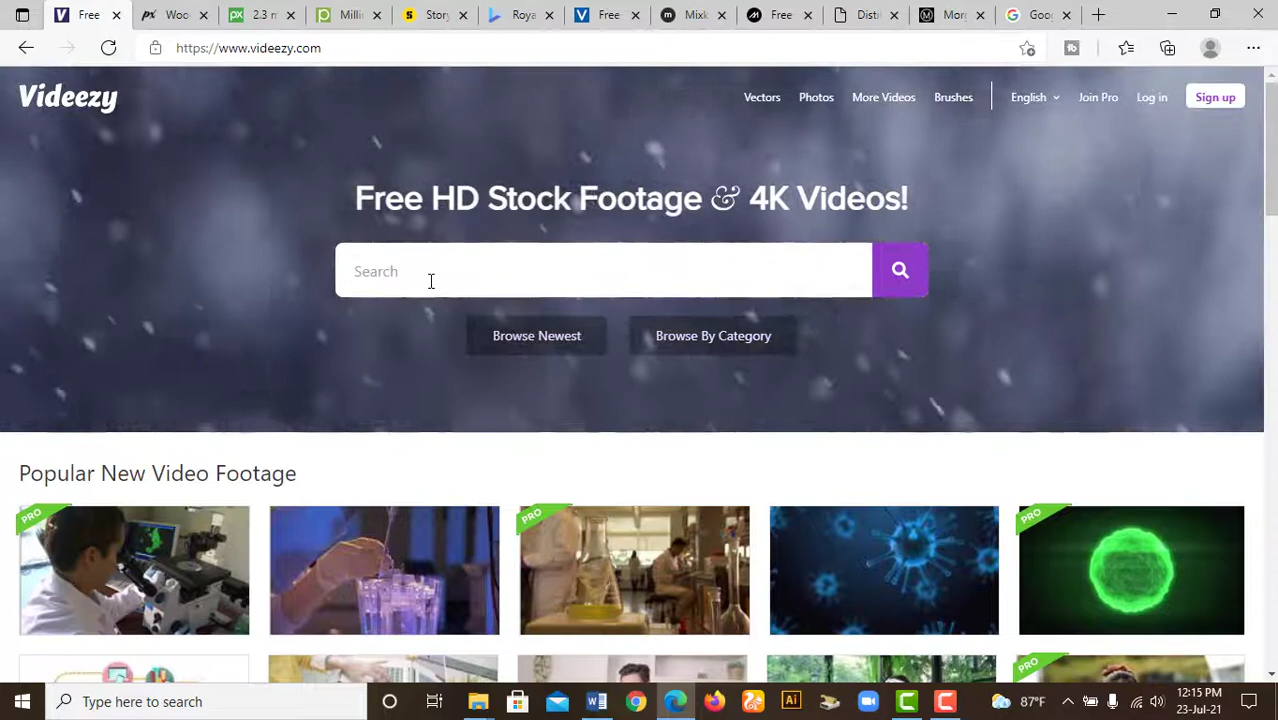 Free
Woo
2.3 m
Milli
Story
Roya
Free
Mixk
Free
Disti
Mor
Goog
https://www.videezy.com
Videezy
Vectors Photos More Videos Brushes English Join Pro Log in Sign up
Free HD Stock Footage & 4K Videos!
Search
Browse Newest Browse By Category
Popular New Video Footage
PRO
PRO
PRO
PRO
Type here to search
87°F
12:15 PM
23-Jul-21